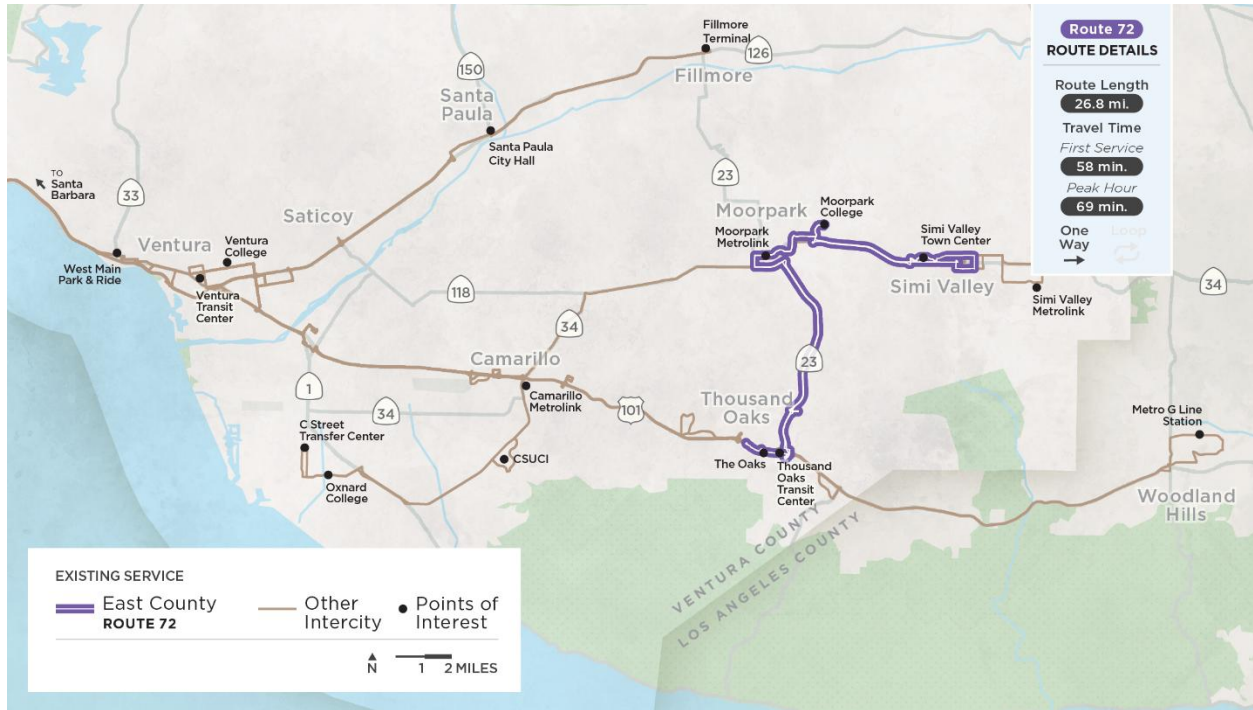 Fillmore
Terminal
126
Fillmore
150
Santa
Paula
Santa Paula
City Hall
TO
Santa
Barbara
33
Saticoy
Ventura
Ventura
College
West Main
Park & Ride
Ventura
Transit
Center
23
Moorpark
Moorpark
College
Moorpark
Metrolink
Simi Valley
Town Center
Simi Valley
Simi Valley
Metrolink
34
118
34
Camarillo
Camarillo
Metrolink
1
34
C Street
Transfer Center
Oxnard
College
CSUCI
101
23
Thousand
Oaks
The Oaks
Thousand
Oaks
Transit
Center
Metro G Line
Station
Woodland
Hills
VENTURA COUNTY
LOS ANGELES COUNTY
Route 72
ROUTE DETAILS
Route Length
26.8 mi.
Travel Time
First Service
58 min.
Peak Hour
69 min.
One
Way
Loop
EXISTING SERVICE
East County
ROUTE 72
Other
Intercity
Points of
Interest
N
1 2 MILES